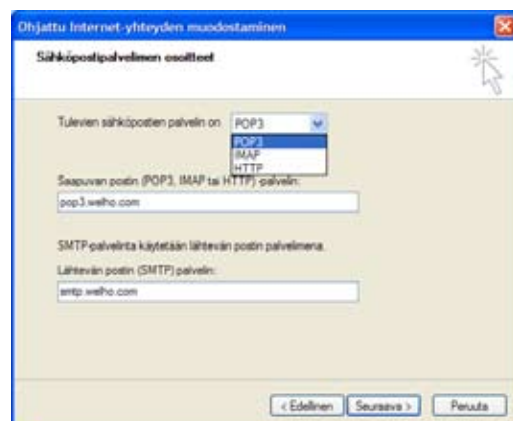 Ohjattu Internet-yhteyden muodostaminen
Sähköpostipalvelimen osoitteet
Tulevien sähköpostien palvelin on POP3
POP3
IMAP
HTTP
Saapuvan postin (POP3, IMAP tai HTTP) -palvelin:
pop3.welho.com
SMTP-palvelinta käytetään lähtevän postin palvelimena.
Lähtevän postin (SMTP) palvelin:
smtp.welho.com
< Edellinen Seuraava > Peruuta